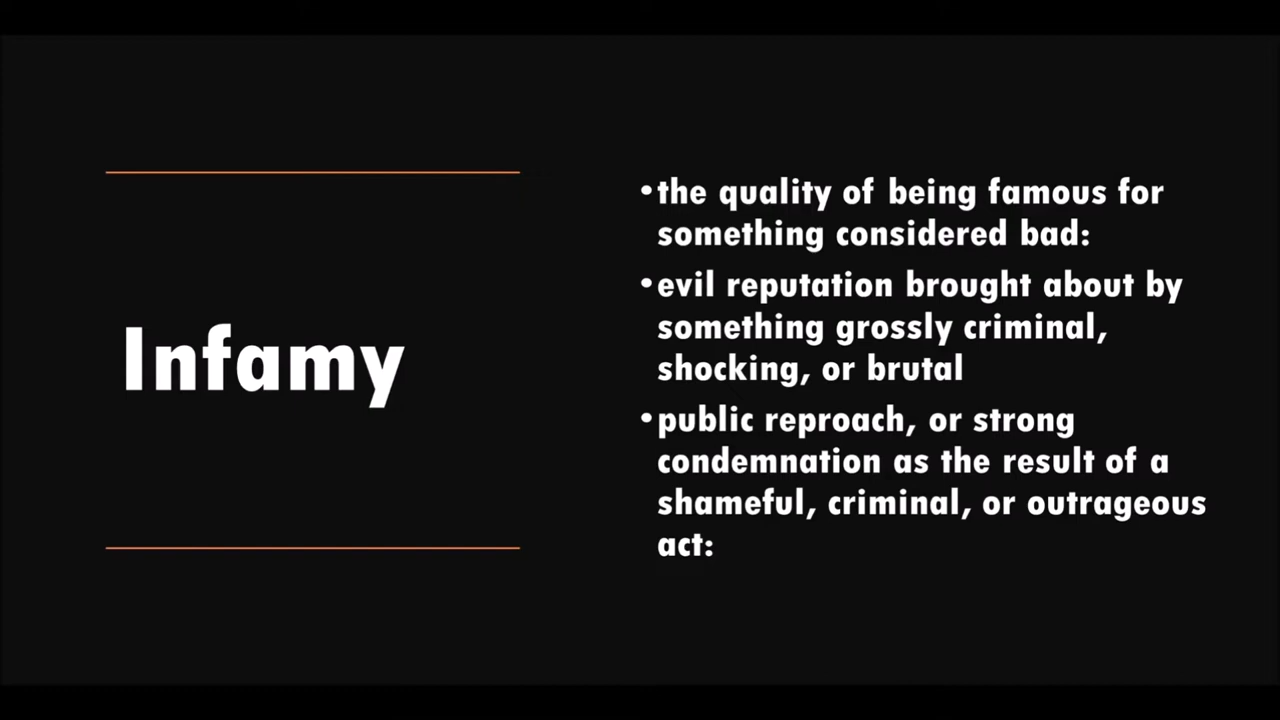 Infamy
•the quality of being famous for
something considered bad:
•evil reputation brought about by
something grossly criminal,
shocking, or brutal
•public reproach, or strong
condemnation as the result of a
shameful, criminal, or outrageous
act: